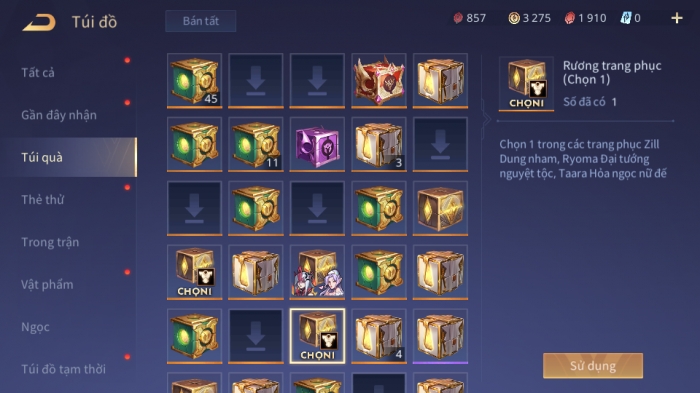 Túi đồ
Bán tất
857
3 275
1 910
0
Tất cả
Gần đây nhận
Túi quà
Thẻ thử
Trong trận
Vật phẩm
Ngọc
Túi đồ tạm thời
45
11
3
CHỌN1
CHỌN1
4
CHỌN1
Rương trang phục
(Chọn 1)
Số đã có 1
Chọn 1 trong các trang phục Zill
Dung nham, Ryoma Đại tướng
nguyệt tộc, Taara Hỏa ngọc nữ để
Sử dụng